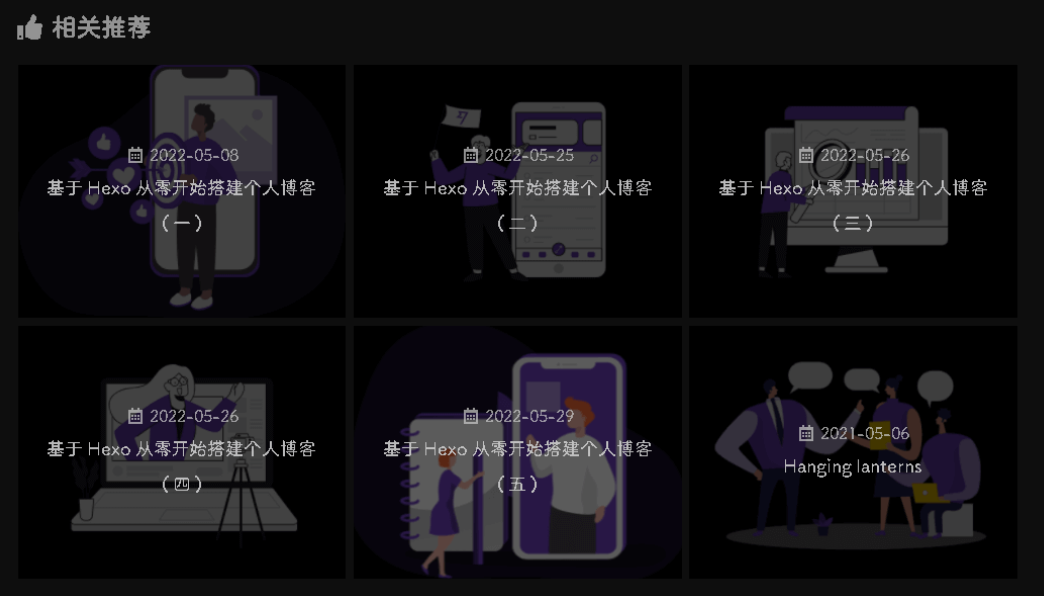 相关推荐
2022-05-08
基于 Hexo 从零开始搭建个人博客
（一）
2022-05-25
基于 Hexo 从零开始搭建个人博客
（二）
2022-05-26
基于 Hexo 从零开始搭建个人博客
（三）
2022-05-26
基于 Hexo 从零开始搭建个人博客
（四）
2022-05-29
基于 Hexo 从零开始搭建个人博客
（五）
2021-05-06
Hanging lanterns